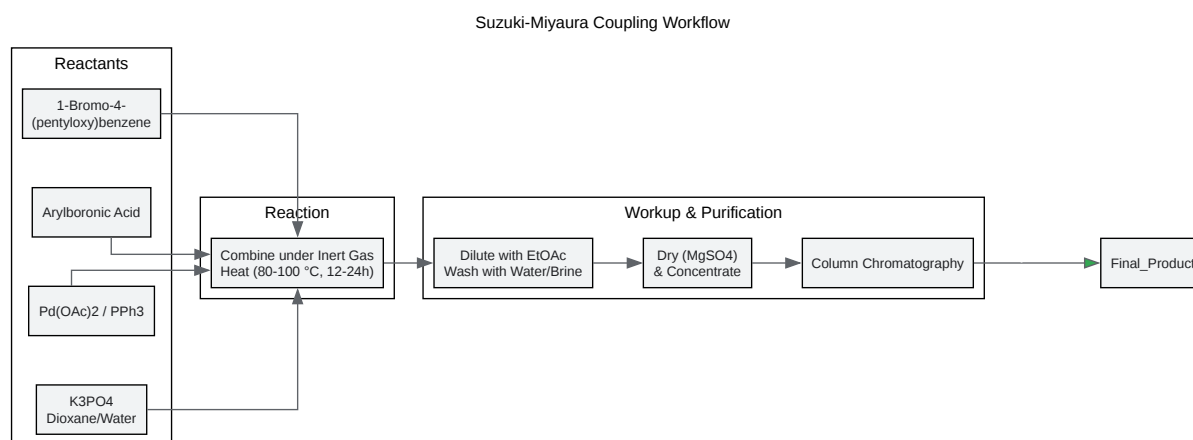 Suzuki-Miyaura Coupling Workflow
Reactants
1-Bromo-4-
(pentyloxy)benzene
Arylboronic Acid
Pd(OAc)2 / PPh3
K3PO4
Dioxane/Water
Reaction
Combine under Inert Gas
Heat (80-100 °C, 12-24h)
Workup & Purification
Dilute with EtOAc
Wash with Water/Brine
Dry (MgSO4)
& Concentrate
Column Chromatography
Final_Product